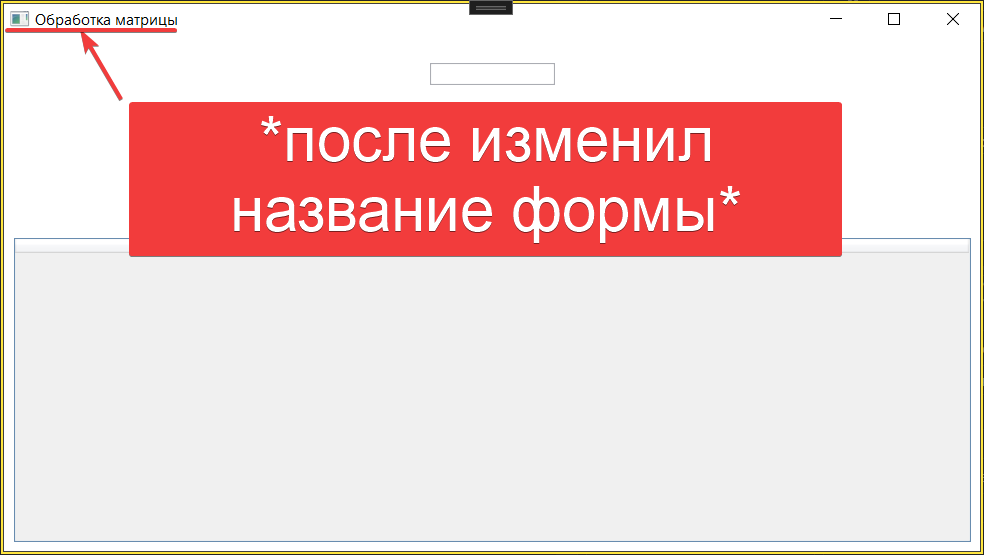 Обработка матрицы
*после изменил
название формы*